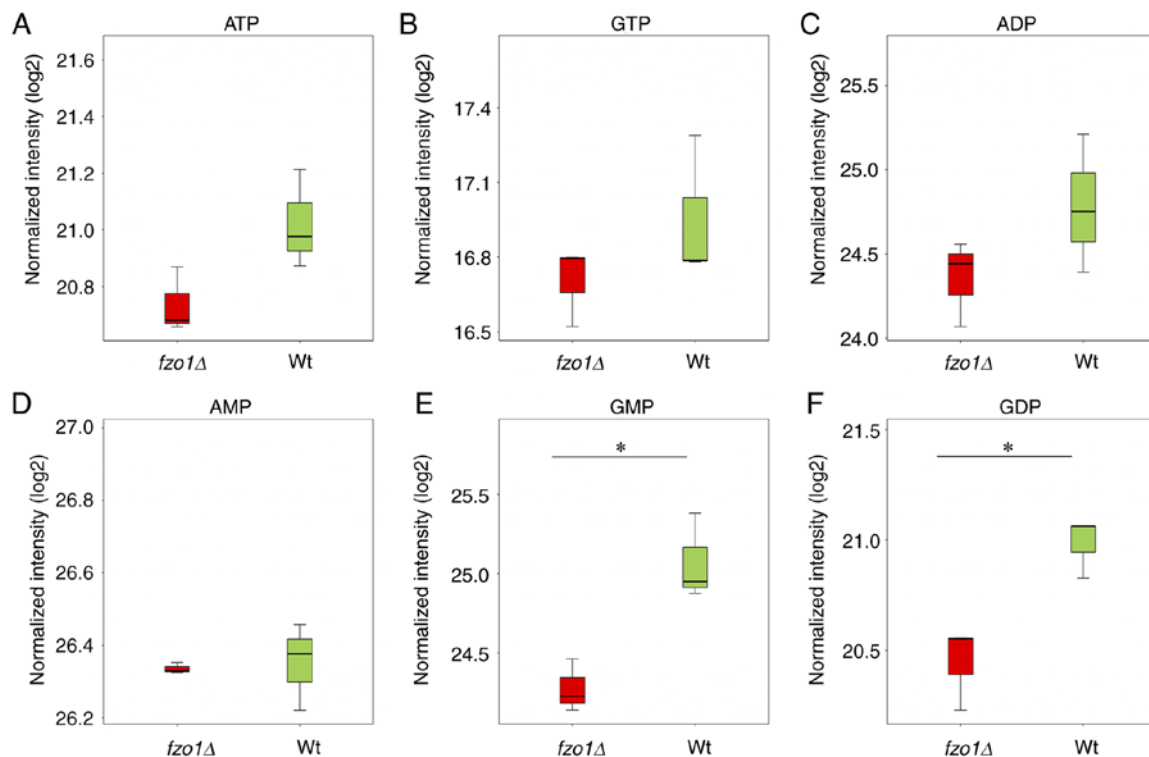 A
ATP
Normalized intensity (log2)
21.6
21.4
21.2
21.0
20.8
fzo1Δ Wt
B
GTP
Normalized intensity (log2)
17.4
17.1
16.8
16.5
fzo1Δ Wt
C
ADP
Normalized intensity (log2)
25.5
25.0
24.5
24.0
fzo1Δ Wt
D
AMP
Normalized intensity (log2)
27.0
26.8
26.6
26.4
26.2
fzo1Δ Wt
E
GMP
Normalized intensity (log2)
*
25.5
25.0
24.5
fzo1Δ Wt
F
GDP
Normalized intensity (log2)
21.5
*
21.0
20.5
fzo1Δ Wt